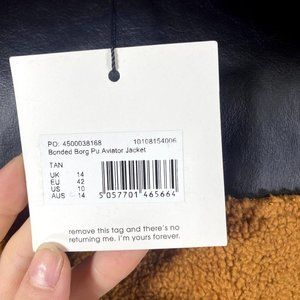 PO: 4500038168 10108154006
Bonded Borg Pu Aviator Jacket
TAN
UK 14
EU 42
US 10
AUS 14
5 057701 465664
remove this tag and there's no
returning me. I'm yours forever.